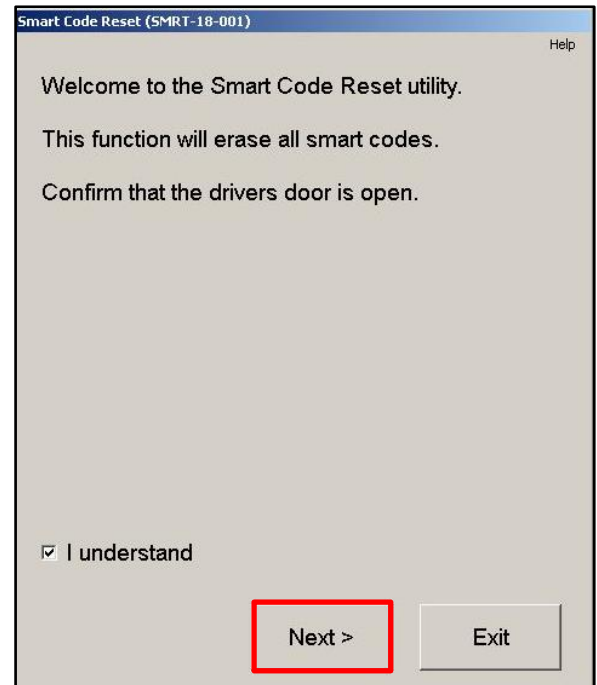 Smart Code Reset (SMRT-18-001)
Help
Welcome to the Smart Code Reset utility.
This function will erase all smart codes.
Confirm that the drivers door is open.
I understand
Next >
Exit